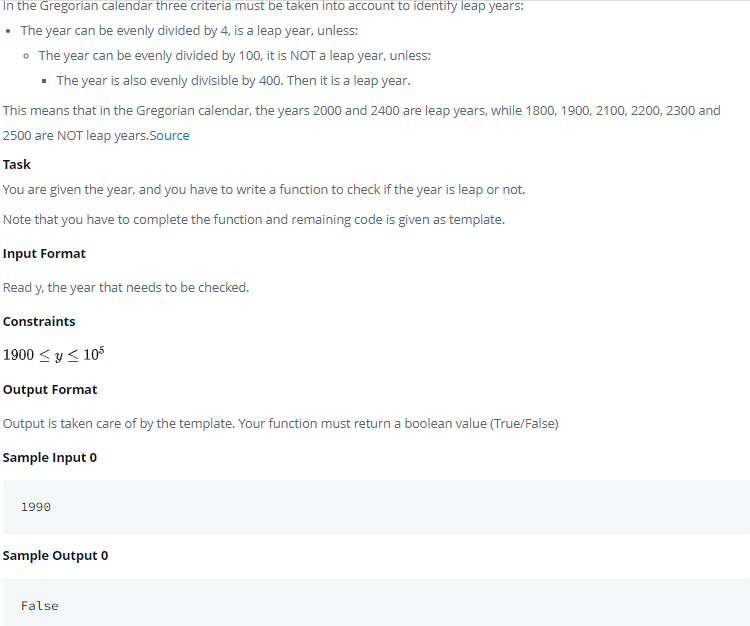 In the Gregorian calendar three criteria must be taken into account to identify leap years:
• The year can be evenly divided by 4, is a leap year, unless:
◦ The year can be evenly divided by 100, it is NOT a leap year, unless:
▪ The year is also evenly divisible by 400. Then it is a leap year.
This means that in the Gregorian calendar, the years 2000 and 2400 are leap years, while 1800, 1900, 2100, 2200, 2300 and
2500 are NOT leap years.Source
Task
You are given the year, and you have to write a function to check if the year is leap or not.
Note that you have to complete the function and remaining code is given as template.
Input Format
Read y, the year that needs to be checked.
Constraints
1900 ≤ y ≤ 10⁵
Output Format
Output is taken care of by the template. Your function must return a boolean value (True/False)
Sample Input 0
1990
Sample Output 0
False